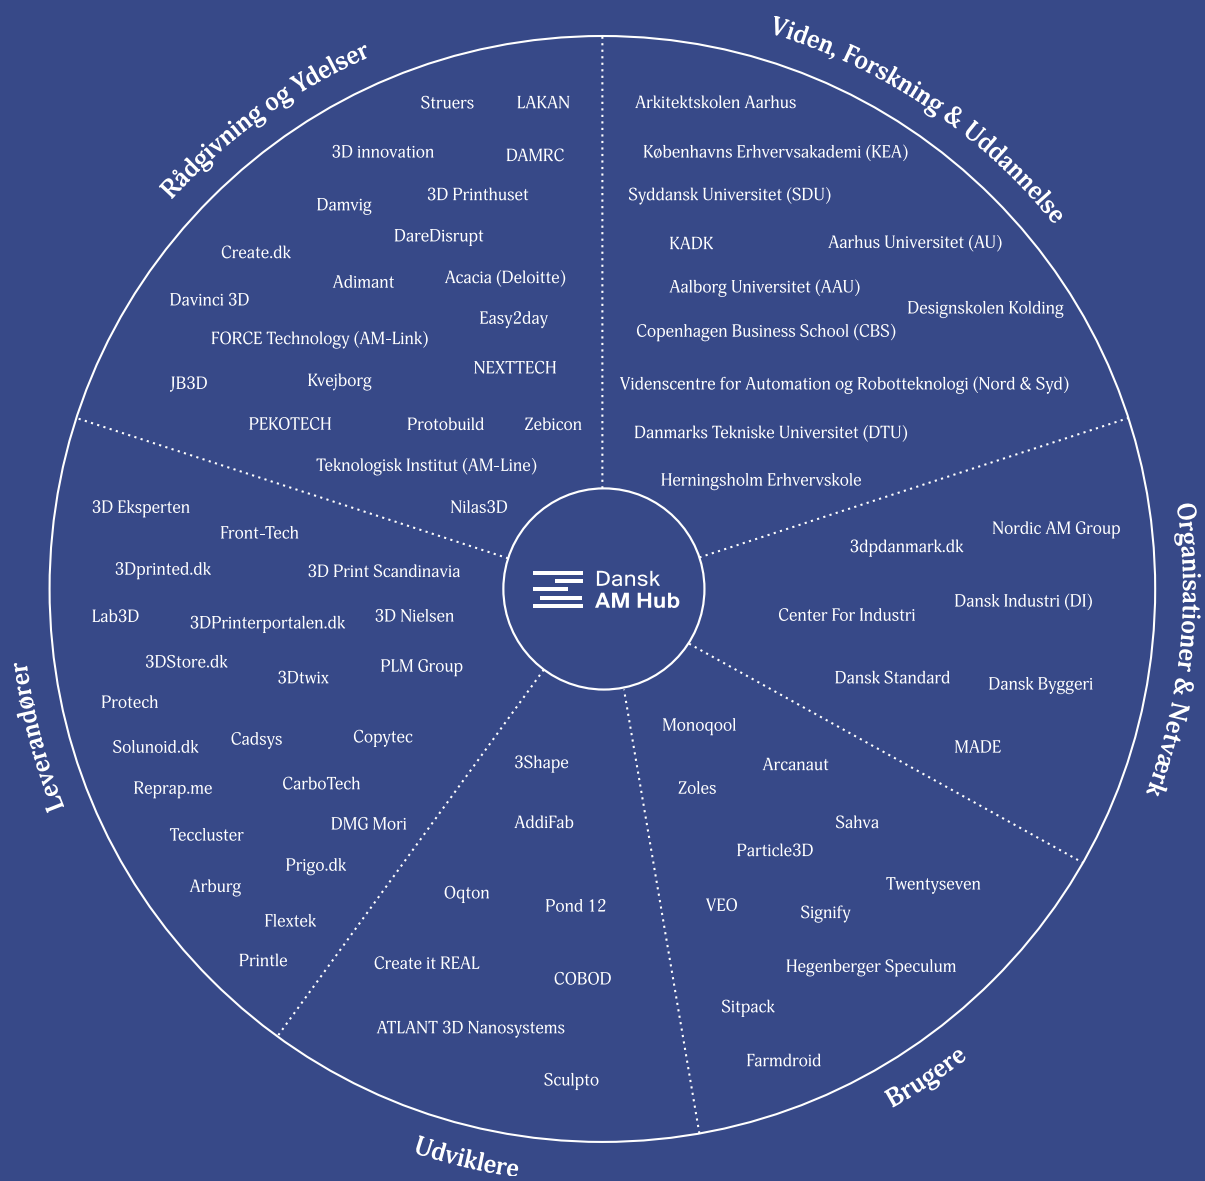 Rådgivning og Ydelser
Struers
LAKAN
3D innovation
DAMRC
3D Printhuset
Damvig
DareDisrupt
Create.dk
Adimant
Acacia (Deloitte)
Davinci 3D
Easy2day
FORCE Technology (AM-Link)
NEXTTECH
JB3D
Kvejborg
PEKOTECH
Protobuild
Zebicon
Teknologisk Institut (AM-Line)
Nilas3D
Viden, Forskning & Uddannelse
Arkitektskolen Aarhus
Københavns Erhvervsakademi (KEA)
Syddansk Universitet (SDU)
KADK
Aarhus Universitet (AU)
Aalborg Universitet (AAU)
Designskolen Kolding
Copenhagen Business School (CBS)
Videnscentre for Automation og Robotteknologi (Nord & Syd)
Danmarks Tekniske Universitet (DTU)
Herningsholm Erhvervskole
Organisationer & Netværk
Nordic AM Group
3dpdanmark.dk
Dansk Industri (DI)
Center For Industri
Dansk Standard
Dansk Byggeri
MADE
Dansk
AM Hub
Leverandører
3D Eksperten
Front-Tech
3Dprinted.dk
3D Print Scandinavia
Lab3D
3DPrinterportalen.dk
3D Nielsen
3DStore.dk
3Dtwix
PLM Group
Protech
Solunoid.dk
Cadsys
Copytec
Reprap.me
CarboTech
Teccluster
DMG Mori
Prigo.dk
Arburg
Flextek
Printle
Udviklere
3Shape
AddiFab
Oqton
Pond 12
Create it REAL
COBOD
ATLANT 3D Nanosystems
Sculpto
Brugere
Monoqool
Arcanaut
Zoles
Sahva
Particle3D
Twentyseven
VEO
Signify
Hegenberger Speculum
Sitpack
Farmdroid